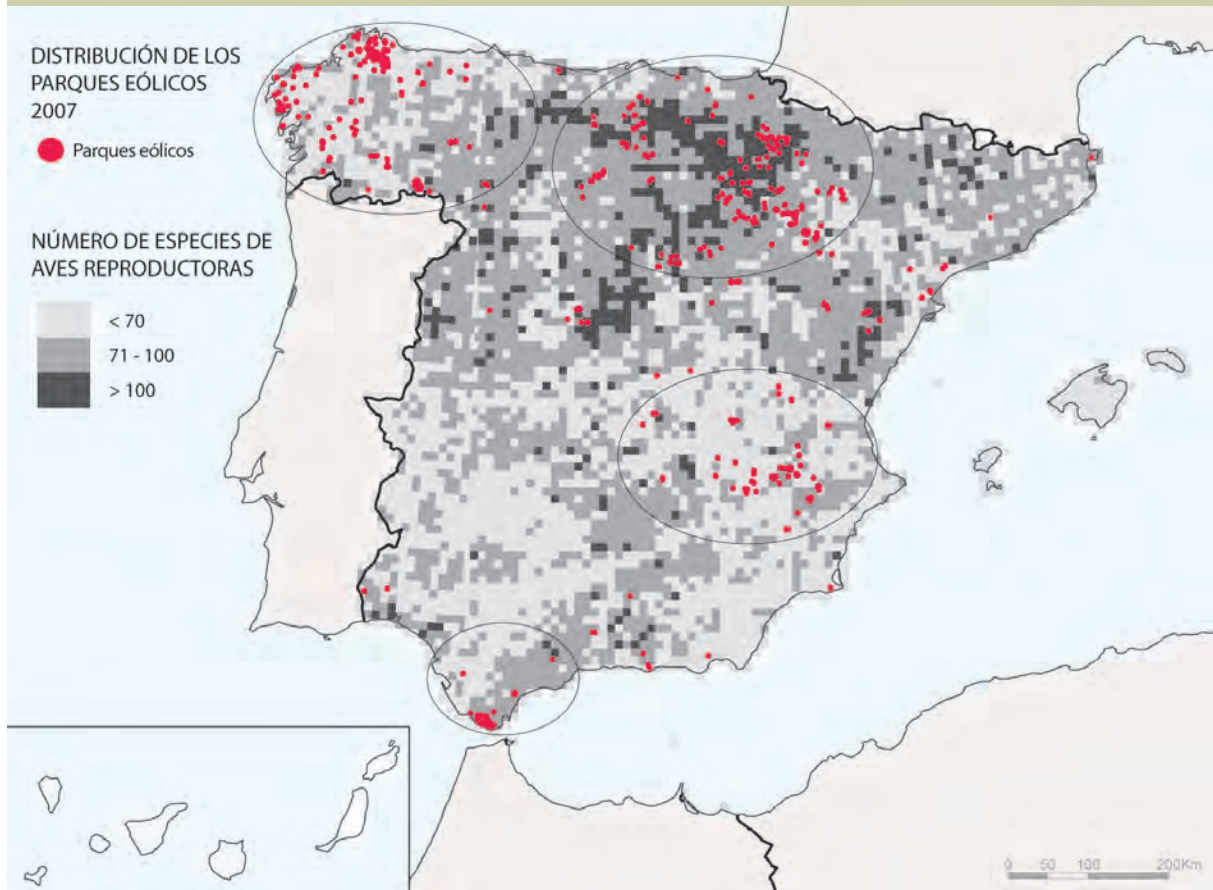 DISTRIBUCIÓN DE LOS
PARQUES EÓLICOS
2007
Parques eólicos
NÚMERO DE ESPECIES DE
AVES REPRODUCTORAS
< 70
71 - 100
> 100
0 50 100 200Km